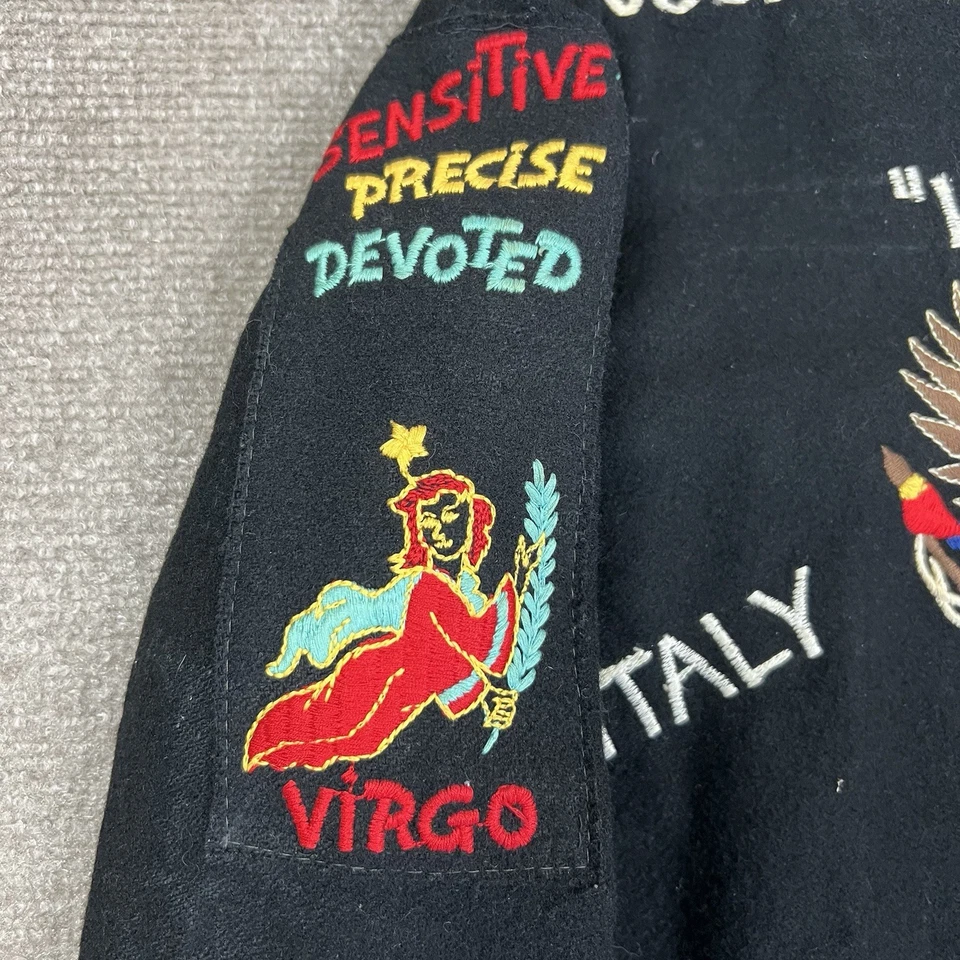 SENSiTiVE
PRECiSE
DEVOTED
ViRGO
ITALY